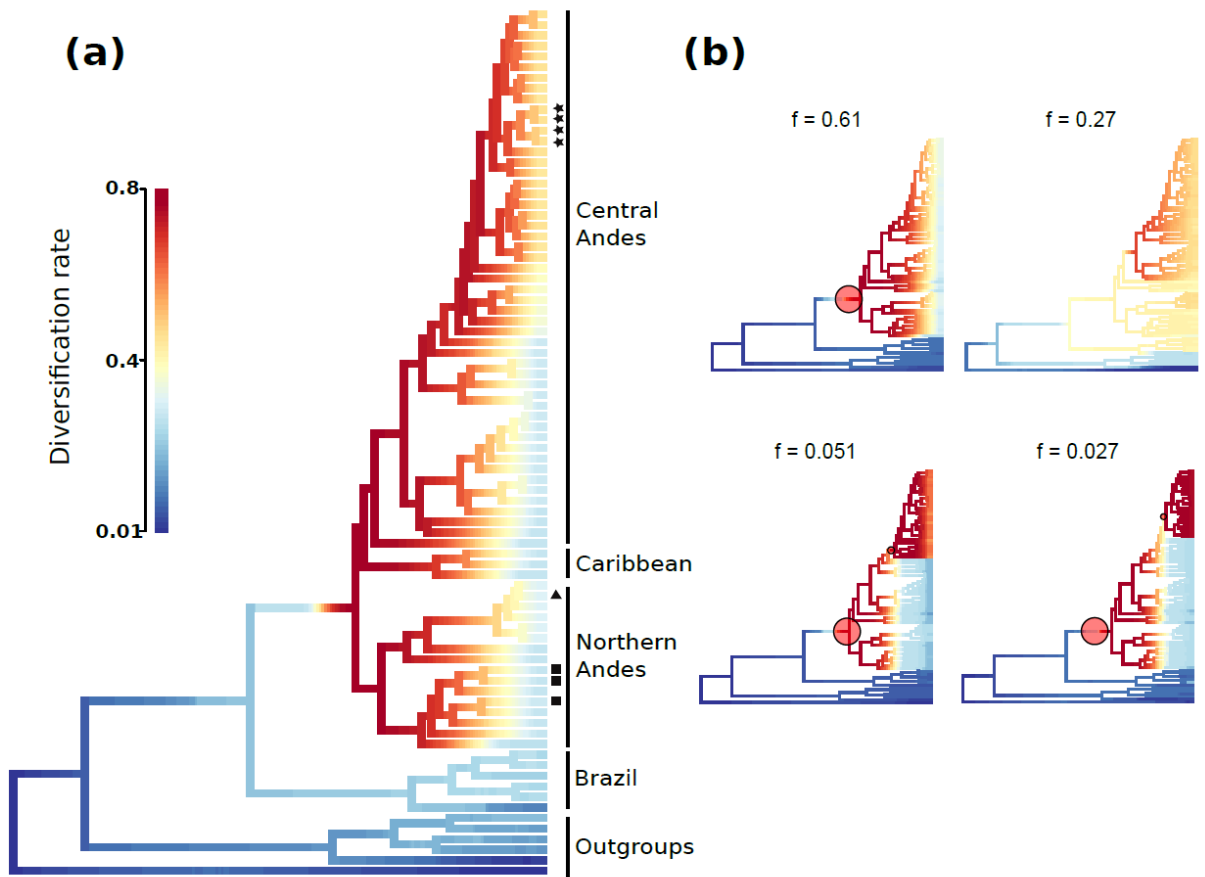 (a)
Diversification rate
0.8
0.4
0.01
Central
Andes
Caribbean
Northern
Andes
Brazil
Outgroups
(b)
f = 0.61
f = 0.27
f = 0.051
f = 0.027